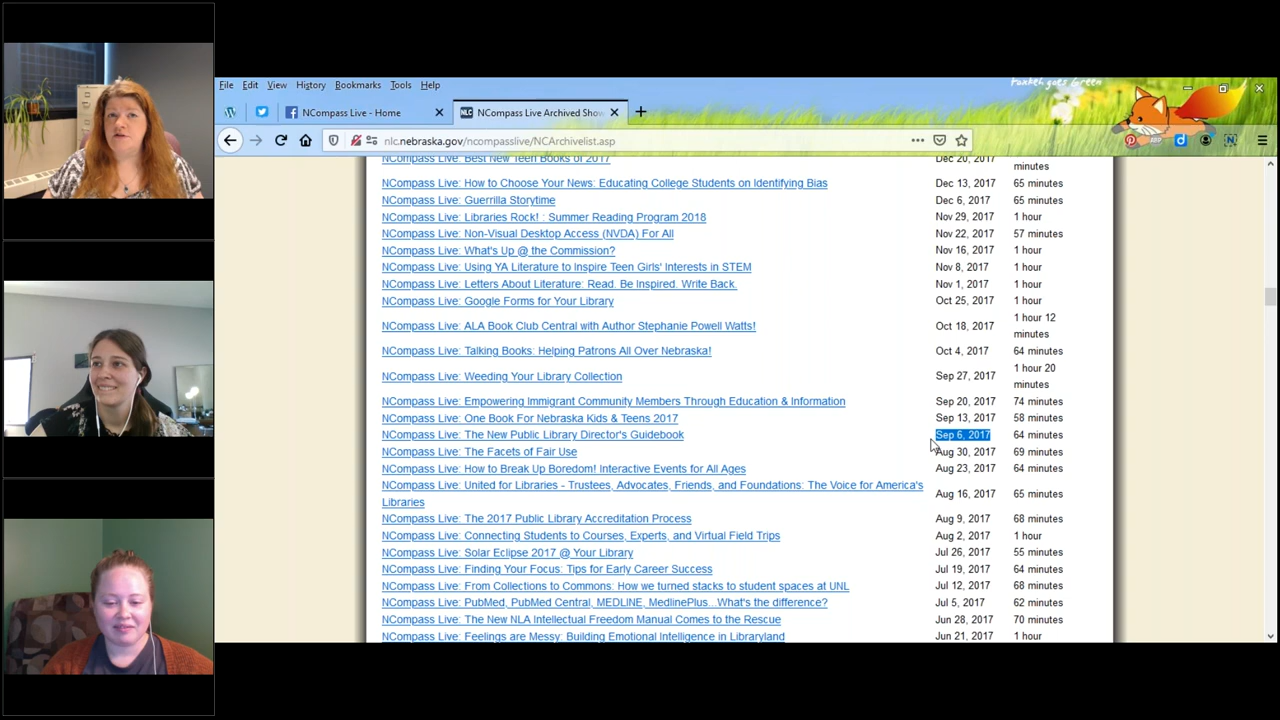 Foxkeh goes Green
File Edit View History Bookmarks Tools Help
NCompass Live - Home
NLC NCompass Live Archived Show
nlc.nebraska.gov/ncompasslive/NCArchivelist.asp
NCompass Live: Best New Teen Books of 2017 Dec 20, 2017 minutes
NCompass Live: How to Choose Your News: Educating College Students on Identifying Bias Dec 13, 2017 65 minutes
NCompass Live: Guerrilla Storytime Dec 6, 2017 65 minutes
NCompass Live: Libraries Rock! : Summer Reading Program 2018 Nov 29, 2017 1 hour
NCompass Live: Non-Visual Desktop Access (NVDA) For All Nov 22, 2017 57 minutes
NCompass Live: What's Up @ the Commission? Nov 16, 2017 1 hour
NCompass Live: Using YA Literature to Inspire Teen Girls' Interests in STEM Nov 8, 2017 1 hour
NCompass Live: Letters About Literature: Read. Be Inspired. Write Back. Nov 1, 2017 1 hour
NCompass Live: Google Forms for Your Library Oct 25, 2017 1 hour
NCompass Live: ALA Book Club Central with Author Stephanie Powell Watts! Oct 18, 2017 1 hour 12
minutes
NCompass Live: Talking Books: Helping Patrons All Over Nebraska! Oct 4, 2017 64 minutes
NCompass Live: Weeding Your Library Collection Sep 27, 2017 1 hour 20
minutes
NCompass Live: Empowering Immigrant Community Members Through Education & Information Sep 20, 2017 74 minutes
NCompass Live: One Book For Nebraska Kids & Teens 2017 Sep 13, 2017 58 minutes
NCompass Live: The New Public Library Director's Guidebook Sep 6, 2017 64 minutes
NCompass Live: The Facets of Fair Use Aug 30, 2017 69 minutes
NCompass Live: How to Break Up Boredom! Interactive Events for All Ages Aug 23, 2017 64 minutes
NCompass Live: United for Libraries - Trustees, Advocates, Friends, and Foundations: The Voice for America's
Libraries Aug 16, 2017 65 minutes
NCompass Live: The 2017 Public Library Accreditation Process Aug 9, 2017 68 minutes
NCompass Live: Connecting Students to Courses, Experts, and Virtual Field Trips Aug 2, 2017 1 hour
NCompass Live: Solar Eclipse 2017 @ Your Library Jul 26, 2017 55 minutes
NCompass Live: Finding Your Focus: Tips for Early Career Success Jul 19, 2017 64 minutes
NCompass Live: From Collections to Commons: How we turned stacks to student spaces at UNL Jul 12, 2017 68 minutes
NCompass Live: PubMed, PubMed Central, MEDLINE, MedlinePlus...What's the difference? Jul 5, 2017 62 minutes
NCompass Live: The New NLA Intellectual Freedom Manual Comes to the Rescue Jun 28, 2017 70 minutes
NCompass Live: Feelings are Messy: Building Emotional Intelligence in Libraryland Jun 21, 2017 1 hour